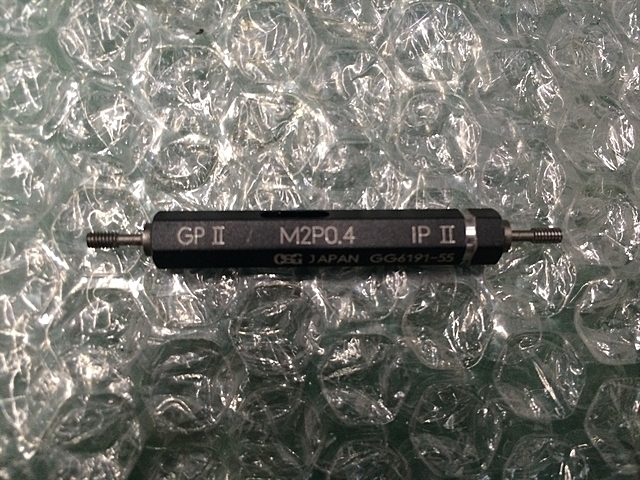 GP II M2P0.4 IP II
OSG JAPAN GG6191-55